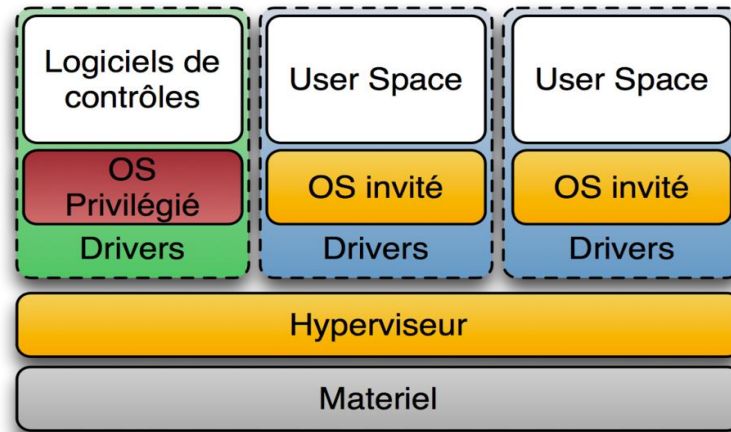 Logiciels de
contrôles
User Space
User Space
OS
Privilégié
OS invité
OS invité
Drivers
Drivers
Drivers
Hyperviseur
Materiel